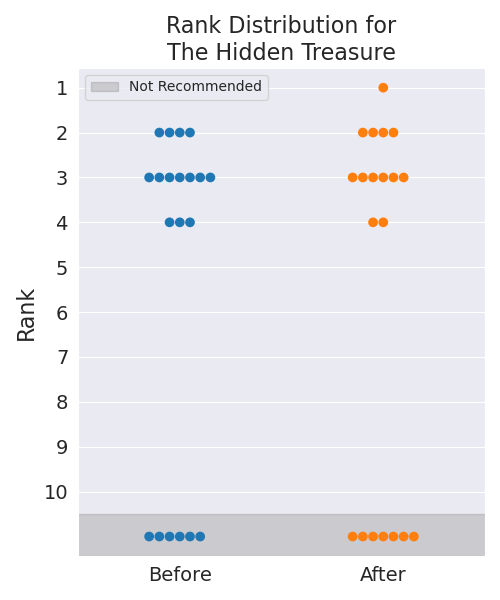 Rank Distribution for
The Hidden Treasure
Not Recommended
1
2
3
4
5
6
7
8
9
10
Rank
Before
After